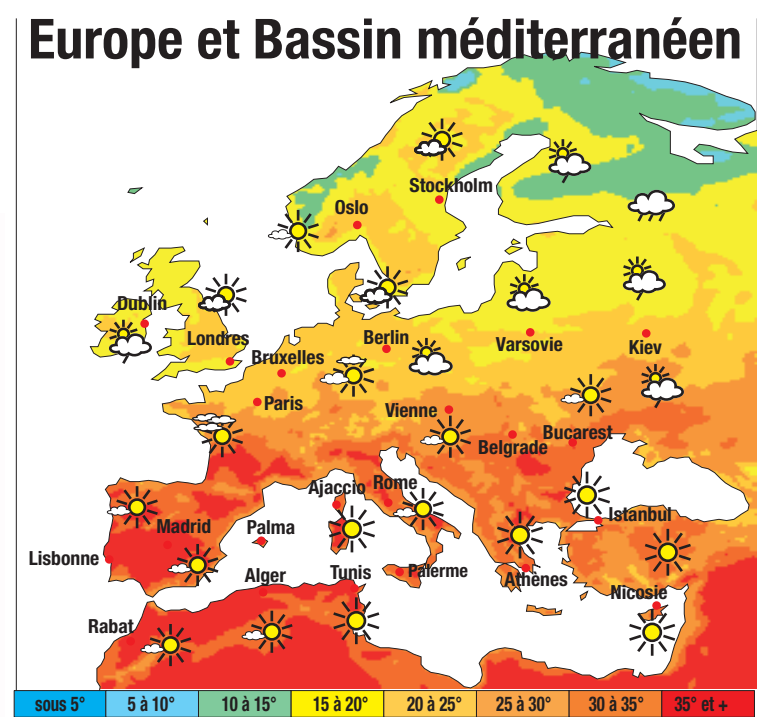 Europe et Bassin méditerranéen
Stockholm
Oslo
Dublin
Londres
Berlin
Varsovie
Kiev
Bruxelles
Paris
Vienne
Belgrade
Bucarest
Ajaccio
Rome
Madrid
Palma
Istanbul
Lisbonne
Alger
Tunis
Palerme
Athènes
Nicosie
Rabat
sous 5° 5 à 10° 10 à 15° 15 à 20° 20 à 25° 25 à 30° 30 à 35° 35° et +